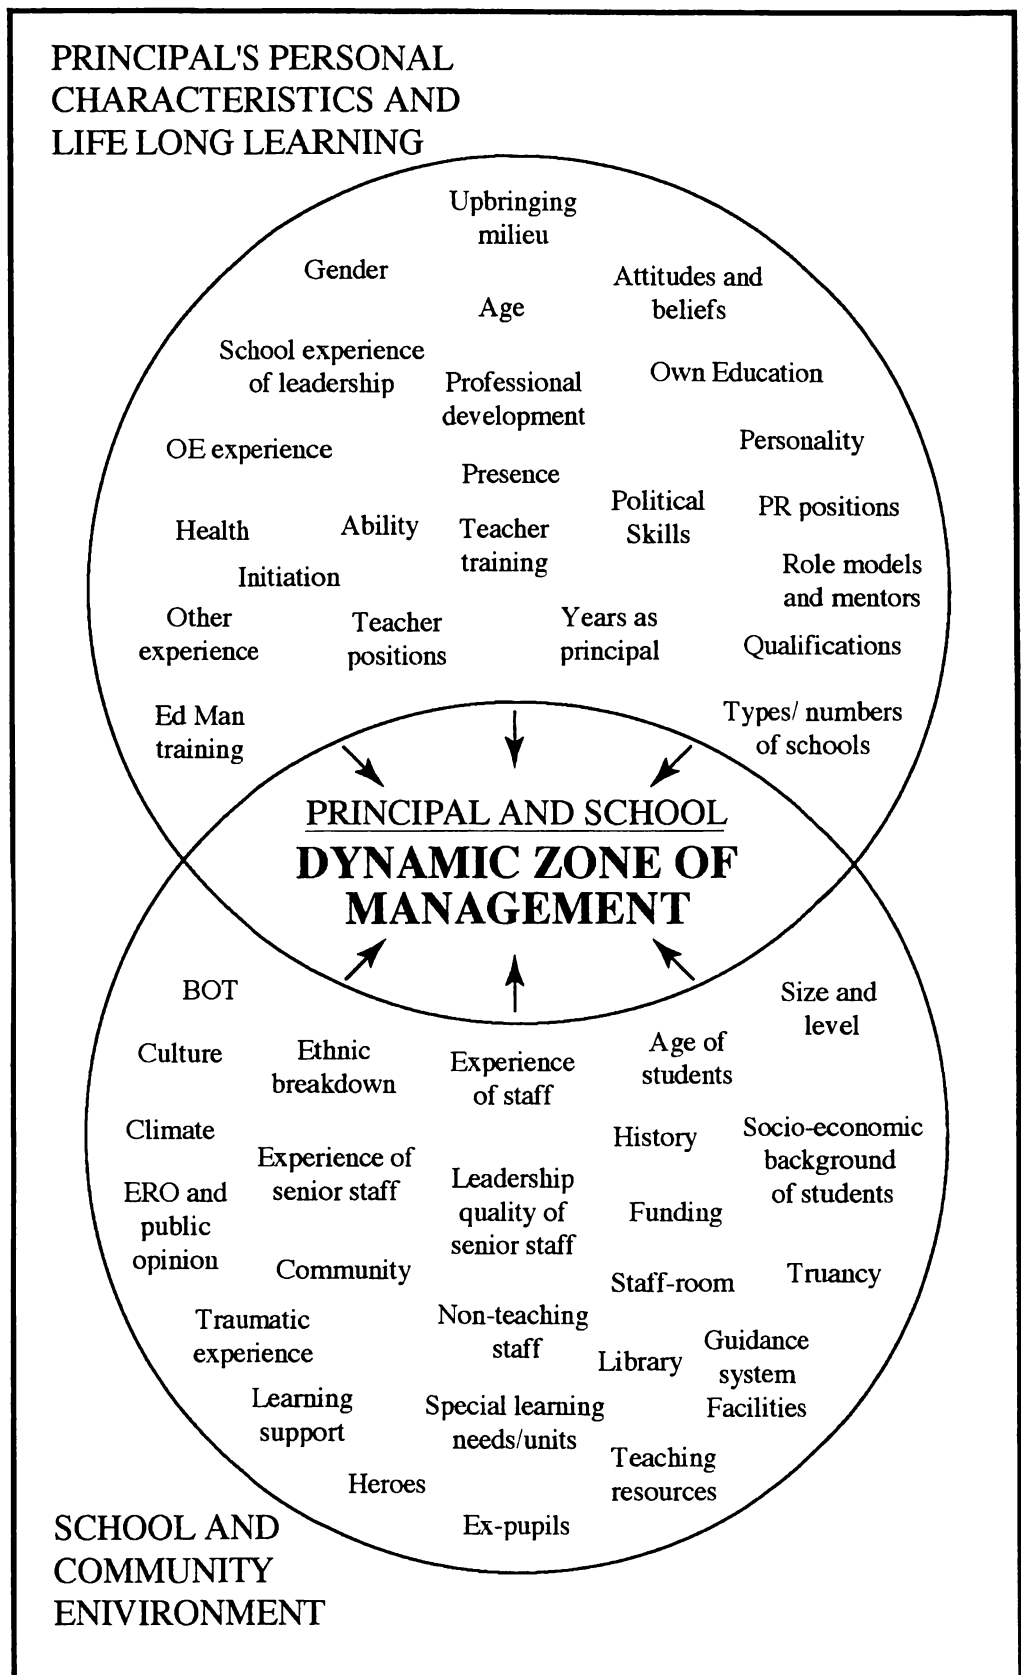 PRINCIPAL'S PERSONAL
CHARACTERISTICS AND
LIFE LONG LEARNING
Upbringing
milieu
Gender
Attitudes and
beliefs
Age
School experience
of leadership
Professional
development
Own Education
OE experience
Personality
Presence
Political
Skills
PR positions
Health
Ability
Teacher
training
Initiation
Role models
and mentors
Other
experience
Teacher
positions
Years as
principal
Qualifications
Ed Man
training
Types/ numbers
of schools
PRINCIPAL AND SCHOOL
DYNAMIC ZONE OF
MANAGEMENT
BOT
Size and
level
Culture
Ethnic
breakdown
Experience
of staff
Age of
students
Climate
History
Socio-economic
background
of students
Experience of
senior staff
Leadership
quality of
senior staff
ERO and
public
opinion
Funding
Community
Staff-room
Truancy
Traumatic
experience
Non-teaching
staff
Library
Guidance
system
Facilities
Learning
support
Special learning
needs/units
Teaching
resources
Heroes
Ex-pupils
SCHOOL AND
COMMUNITY
ENIVIRONMENT